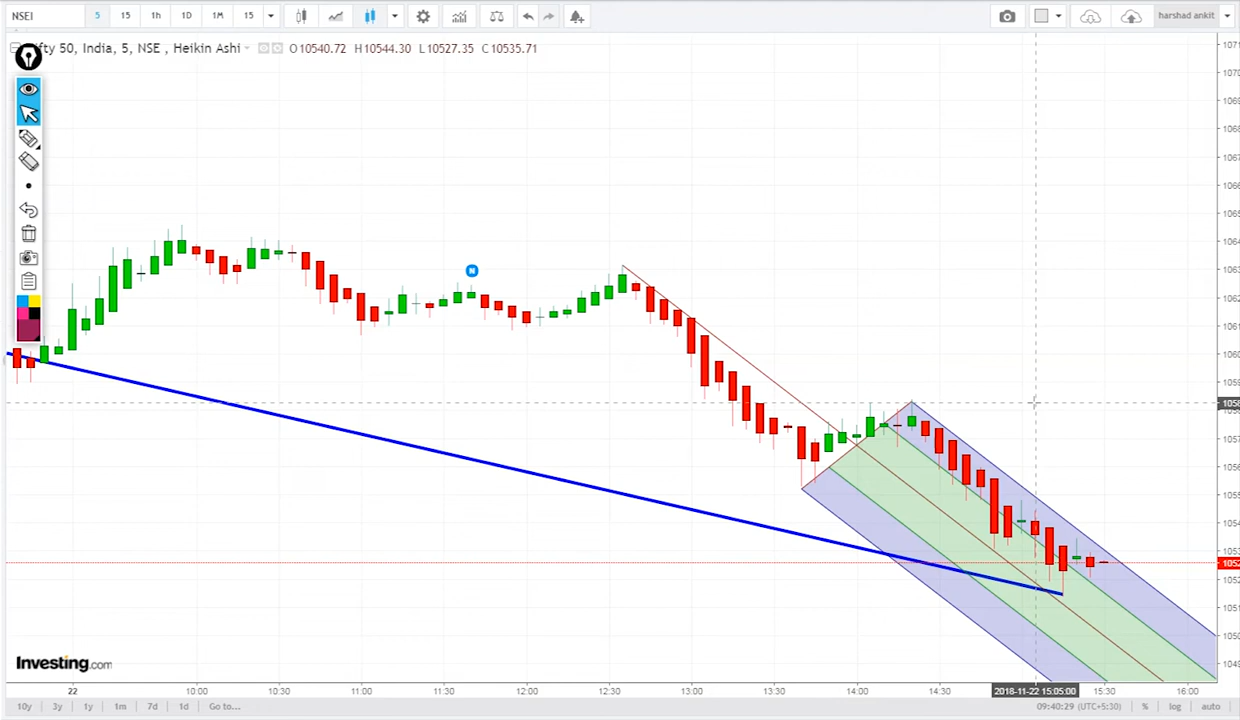 NSEI 5 15 1h 1D 1M 15 harshad ankit
fty 50, India, 5, NSE , Heikin Ashi O10540.72 H10544.30 L10527.35 C10535.71
N
Investing.com
22 10:00 10:30 11:00 11:30 12:00 12:30 13:00 13:30 14:00 14:30 2018-11-22 15:05:00 15:30 16:00
10y 3y 1y 1m 7d 1d Go to... 09:40:29 (UTC+5:30) % log auto